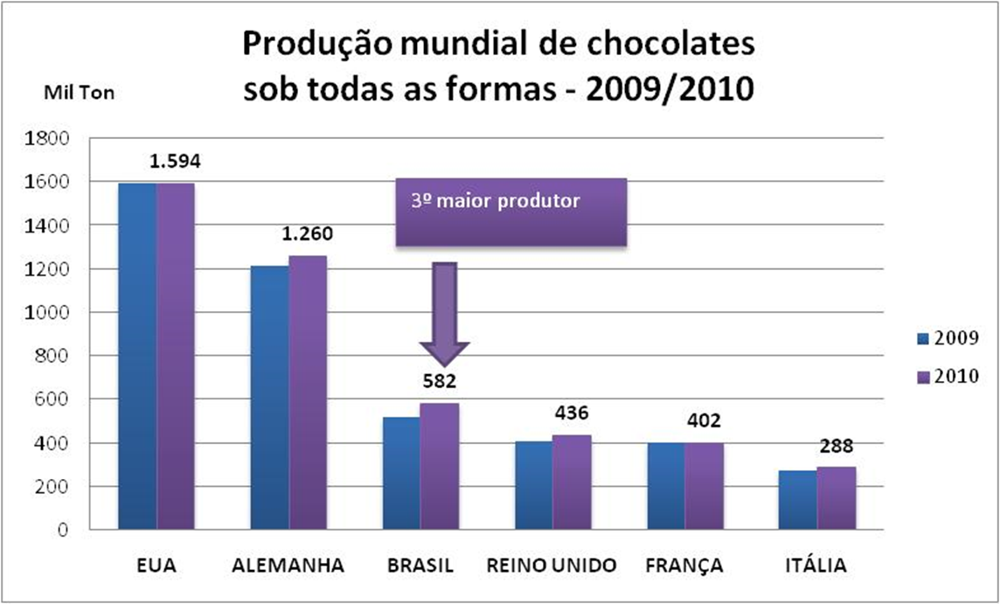 Produção mundial de chocolates
sob todas as formas - 2009/2010
Mil Ton
1800
1600
1400
1200
1000
800
600
400
200
0
1.594
1.260
3º maior produtor
582
436
402
288
2009
2010
EUA
ALEMANHA
BRASIL
REINO UNIDO
FRANÇA
ITÁLIA